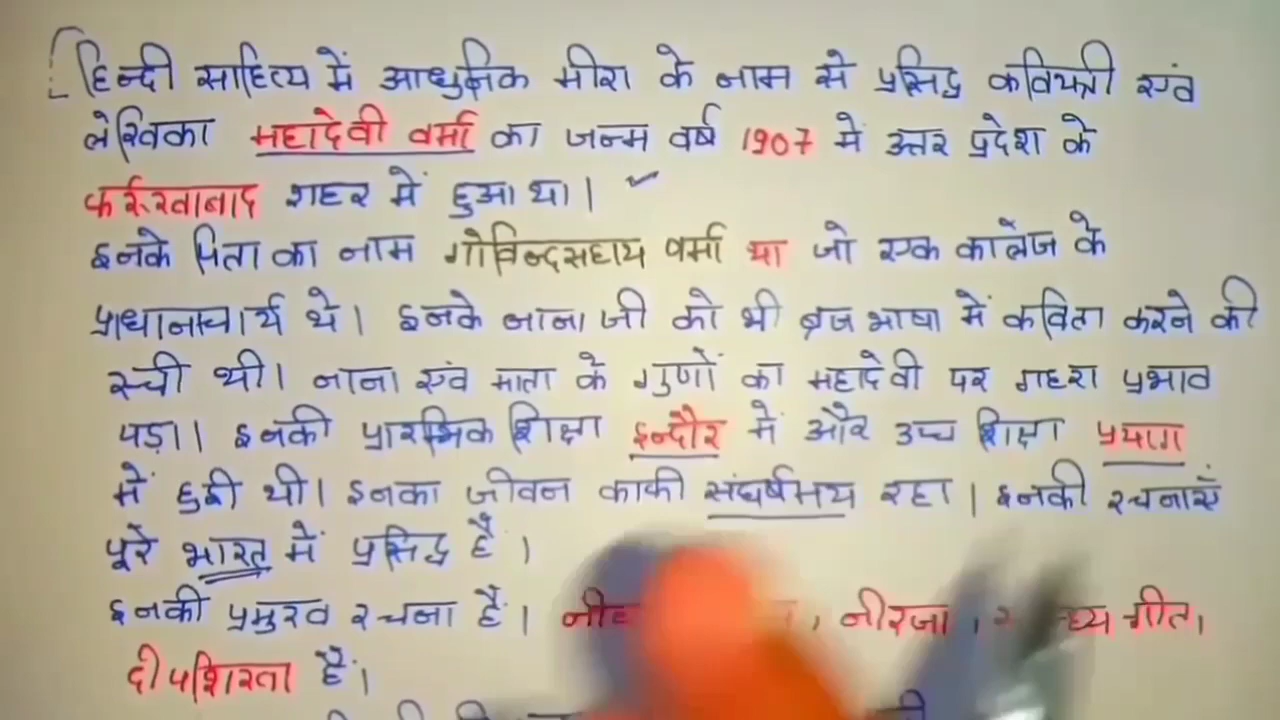 हिन्दी साहित्य में आधुनिक मीरा के नाम से प्रसिद्ध कवियत्री एवं
लेखिका महादेवी वर्मा का जन्म वर्ष 1907 में उत्तर प्रदेश के
फर्रुखाबाद शहर में हुआ था।
इनके पिता का नाम गोविन्दसहाय वर्मा था जो एक कॉलेज के
प्राधानाचार्य थे। इनके नाना जी को भी ब्रज भाषा में कविता करने की
रुची थी। नाना एवं माता के गुणों का महादेवी पर गहरा प्रभाव
पड़ा। इनकी प्रारम्भिक शिक्षा इन्दौर में और उच्च शिक्षा प्रयाग
में हुई थी। इनका जीवन काफी संघर्षमय रहा। इनकी रचनाएं
पूरे भारत में प्रसिद्ध हैं।
इनकी प्रमुख रचना हैं। , नीरजा, गीत,
दीपशिखा हैं।